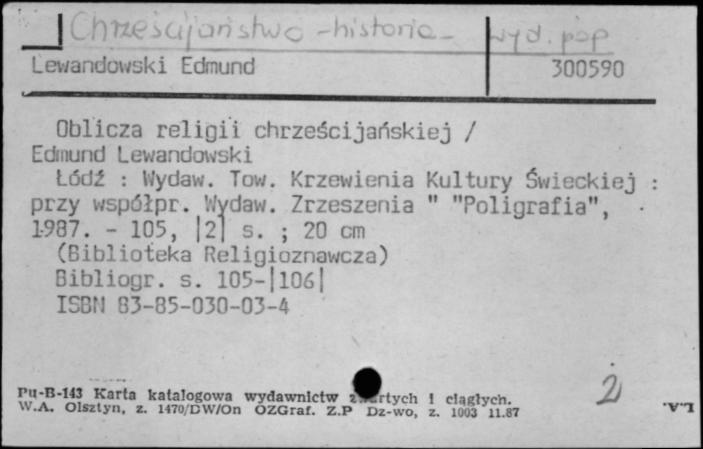 Chrześcijaństwo - historia - wyd. pop
Lewandowski Edmund 300590
Oblicza religii chrześcijańskiej /
Edmund Lewandowski
Łódź : Wydaw. Tow. Krzewienia Kultury Świeckiej :
przy współpr. Wydaw. Zrzeszenia " "Poligrafia",
1987. - 105, |2| s. ; 20 cm
(Biblioteka Religioznawcza)
Bibliogr. s. 105-|106|
ISBN 83-85-030-03-4
2
Pu-B-143 Karta katalogowa wydawnictw zwartych i ciągłych.
W.A. Olsztyn, z. 1470/DW/On OZGraf. Z.P Dz-wo, z. 1003 11.87